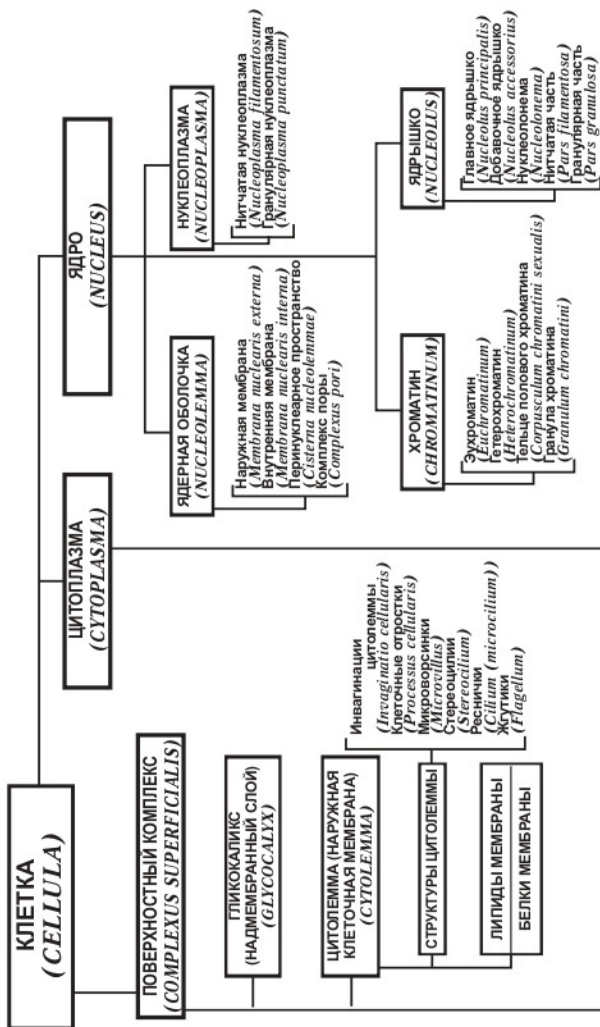 КЛЕТКА
(CELLULA)
ПОВЕРХНОСТНЫЙ КОМПЛЕКС
(COMPLEXUS SUPERFICIALIS)
ГЛИКОКАЛИКС
(НАДМЕМБРАННЫЙ СЛОЙ)
(GLYCOCALYX)
ЦИТОЛЕММА (НАРУЖНАЯ
КЛЕТОЧНАЯ МЕМБРАНА)
(CYTOLEMMA)
СТРУКТУРЫ ЦИТОЛЕММЫ
ЛИПИДЫ МЕМБРАНЫ
БЕЛКИ МЕМБРАНЫ
Инвагинации
цитолеммы
(Invaginatio cellularis)
Клеточные отростки
(Processus cellularis)
Микроворсинки
(Microvillus)
Стереоцилии
(Stereocilium)
Реснички
(Cilium (microcilium))
Жгутики
(Flagellum)
ЦИТОПЛАЗМА
(CYTOPLASMA)
ЯДРО
(NUCLEUS)
ЯДЕРНАЯ ОБОЛОЧКА
(NUCLEOLEMMA)
Наружная мембрана
(Membrana nuclearis externa)
Внутренняя мембрана
(Membrana nuclearis interna)
Перинуклеарное пространство
(Cisterna nucleolemmae)
Комплекс поры
(Complexus pori)
НУКЛЕОПЛАЗМА
(NUCLEOPLASMA)
Нитчатая нуклеоплазма
(Nucleoplasma filamentosum)
Гранулярная нуклеоплазма
(Nucleoplasma punctatum)
ХРОМАТИН
(CHROMATINUM)
Эухроматин
(Euchromatinum)
Гетерохроматин
(Heterochromatinum)
Тельце полового хроматина
(Corpusculum chromatini sexualis)
Гранула хроматина
(Granulum chromatini)
ЯДРЫШКО
(NUCLEOLUS)
Главное ядрышко
(Nucleolus principalis)
Добавочное ядрышко
(Nucleolus accessorius)
Нуклеолонема
(Nucleolonema)
Нитчатая часть
(Pars filamentosa)
Гранулярная часть
(Pars granulosa)